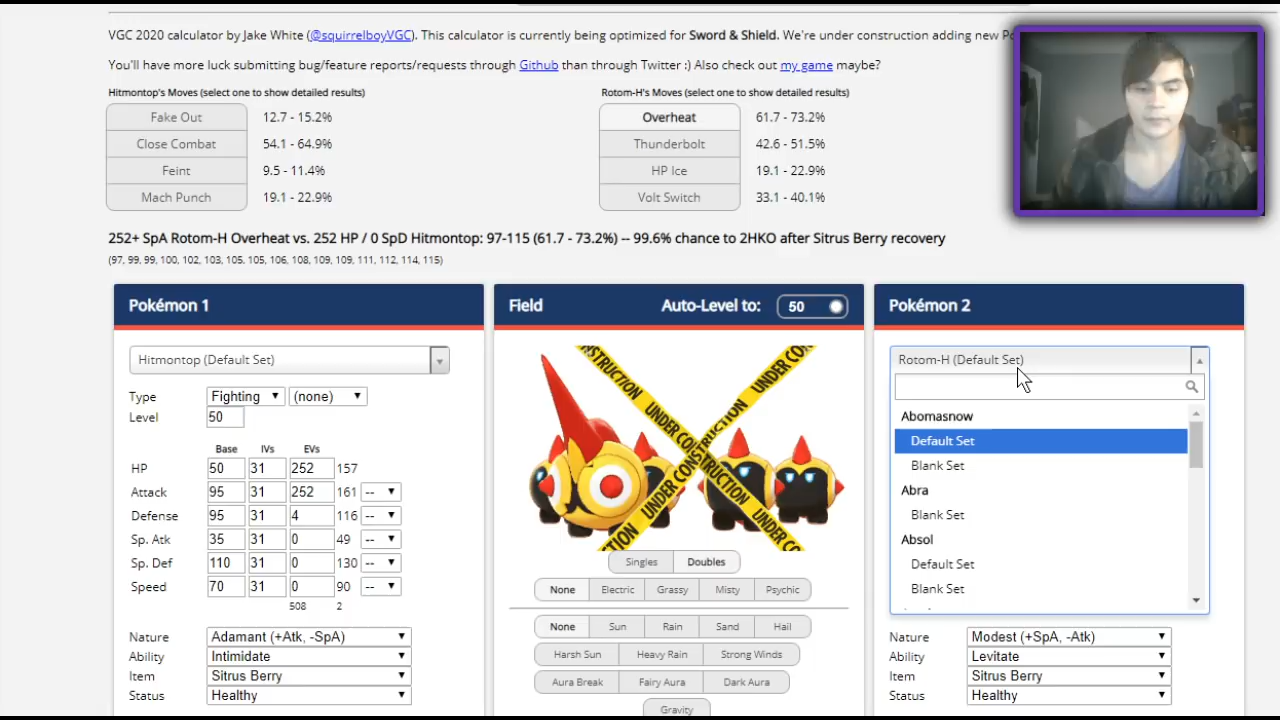 VGC 2020 calculator by Jake White (@squirrelboyVGC). This calculator is currently being optimized for Sword & Shield. We're under construction adding new
You'll have more luck submitting bug/feature reports/requests through Github than through Twitter :) Also check out my game maybe?
Hitmontop's Moves (select one to show detailed results)
Fake Out 12.7 - 15.2%
Close Combat 54.1 - 64.9%
Feint 9.5 - 11.4%
Mach Punch 19.1 - 22.9%
Rotom-H's Moves (select one to show detailed results)
Overheat 61.7 - 73.2%
Thunderbolt 42.6 - 51.5%
HP Ice 19.1 - 22.9%
Volt Switch 33.1 - 40.1%
252+ SpA Rotom-H Overheat vs. 252 HP / 0 SpD Hitmontop: 97-115 (61.7 - 73.2%) -- 99.6% chance to 2HKO after Sitrus Berry recovery
(97, 99, 99, 100, 102, 103, 105, 105, 106, 108, 109, 109, 111, 112, 114, 115)
Pokémon 1
Hitmontop (Default Set)
Type Fighting (none)
Level 50
Base IVs EVs
HP 50 31 252 157
Attack 95 31 252 161 --
Defense 95 31 4 116 --
Sp. Atk 35 31 0 49 --
Sp. Def 110 31 0 130 --
Speed 70 31 0 90 --
508 2
Nature Adamant (+Atk, -SpA)
Ability Intimidate
Item Sitrus Berry
Status Healthy
Field Auto-Level to: 50
CONSTRUCTION UNDER CONSTRUCTION UNDER CONSTRUCTION
UNDER CONSTRUCTION UNDER CONSTRUCTION
Singles Doubles
None Electric Grassy Misty Psychic
None Sun Rain Sand Hail
Harsh Sun Heavy Rain Strong Winds
Aura Break Fairy Aura Dark Aura
Gravity
Pokémon 2
Rotom-H (Default Set)
Abomasnow
Default Set
Blank Set
Abra
Blank Set
Absol
Default Set
Blank Set
Nature Modest (+SpA, -Atk)
Ability Levitate
Item Sitrus Berry
Status Healthy